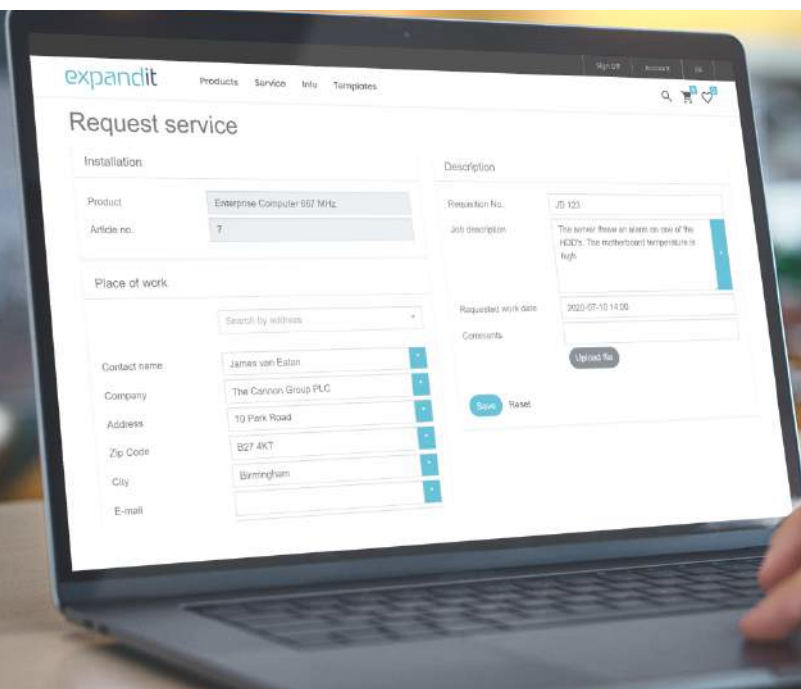 Sign Off
expandit
Products Service Info Templates
Request service
Installation
Product Enterprise Computer 667 MHz
Article no. 7
Place of work
Search by address
Contact name James von Eaton
Company The Cannon Group PLC
Address 10 Park Road
Zip Code B27 4KT
City Birmingham
E-mail
Description
Requisition No. JD 123
Job description The server threw an alarm on one of the
HDD's. The motherboard temperature is
high
Requested work date 2020-07-10 14:00
Comments
Upload file
Save Reset